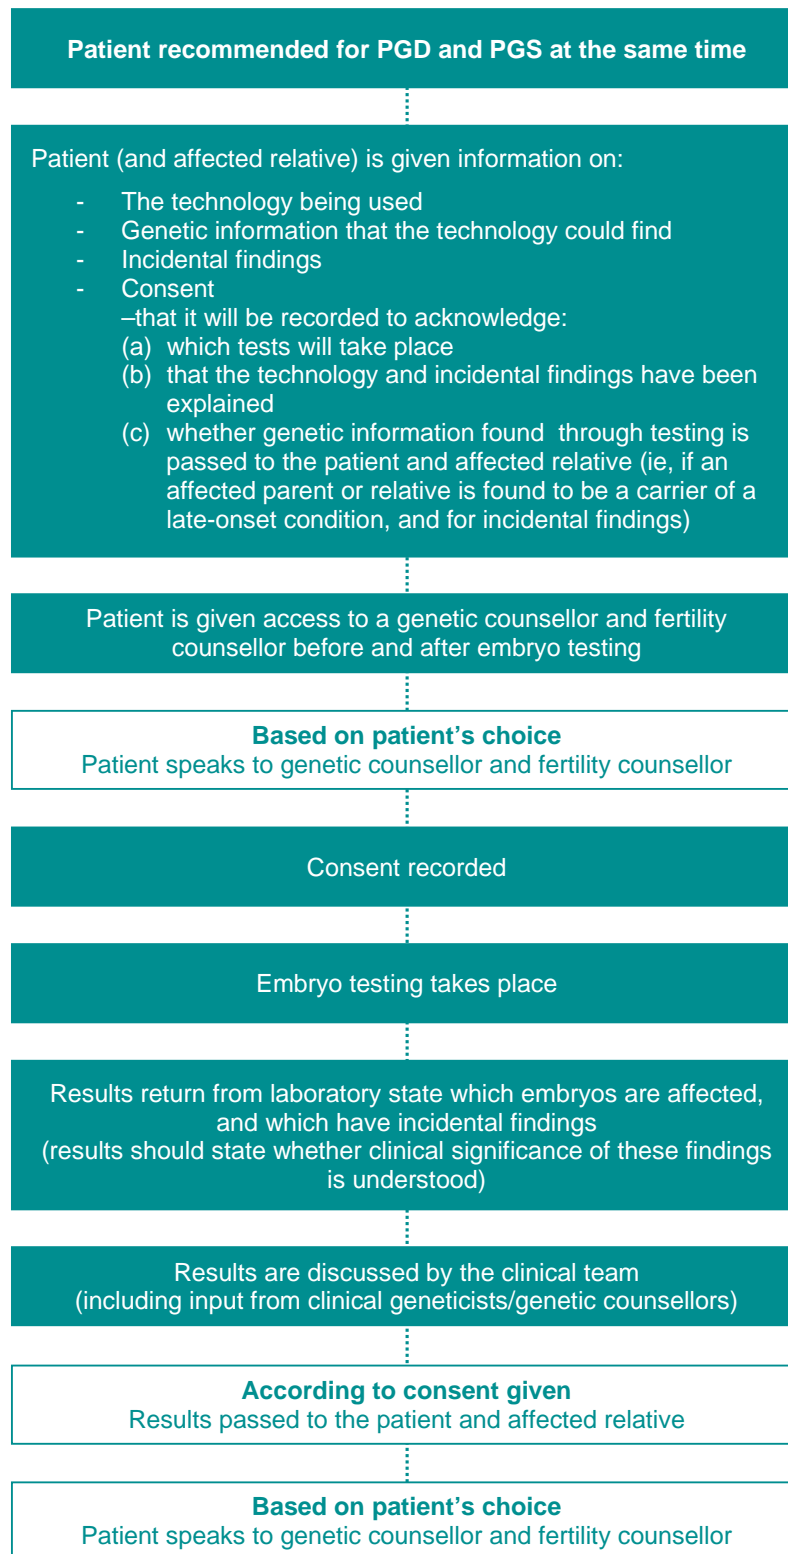 Patient recommended for PGD and PGS at the same time
Patient (and affected relative) is given information on:
- The technology being used
- Genetic information that the technology could find
- Incidental findings
- Consent
–that it will be recorded to acknowledge:
(a) which tests will take place
(b) that the technology and incidental findings have been
explained
(c) whether genetic information found through testing is
passed to the patient and affected relative (ie, if an
affected parent or relative is found to be a carrier of a
late-onset condition, and for incidental findings)
Patient is given access to a genetic counsellor and fertility
counsellor before and after embryo testing
Based on patient’s choice
Patient speaks to genetic counsellor and fertility counsellor
Consent recorded
Embryo testing takes place
Results return from laboratory state which embryos are affected,
and which have incidental findings
(results should state whether clinical significance of these findings
is understood)
Results are discussed by the clinical team
(including input from clinical geneticists/genetic counsellors)
According to consent given
Results passed to the patient and affected relative
Based on patient’s choice
Patient speaks to genetic counsellor and fertility counsellor